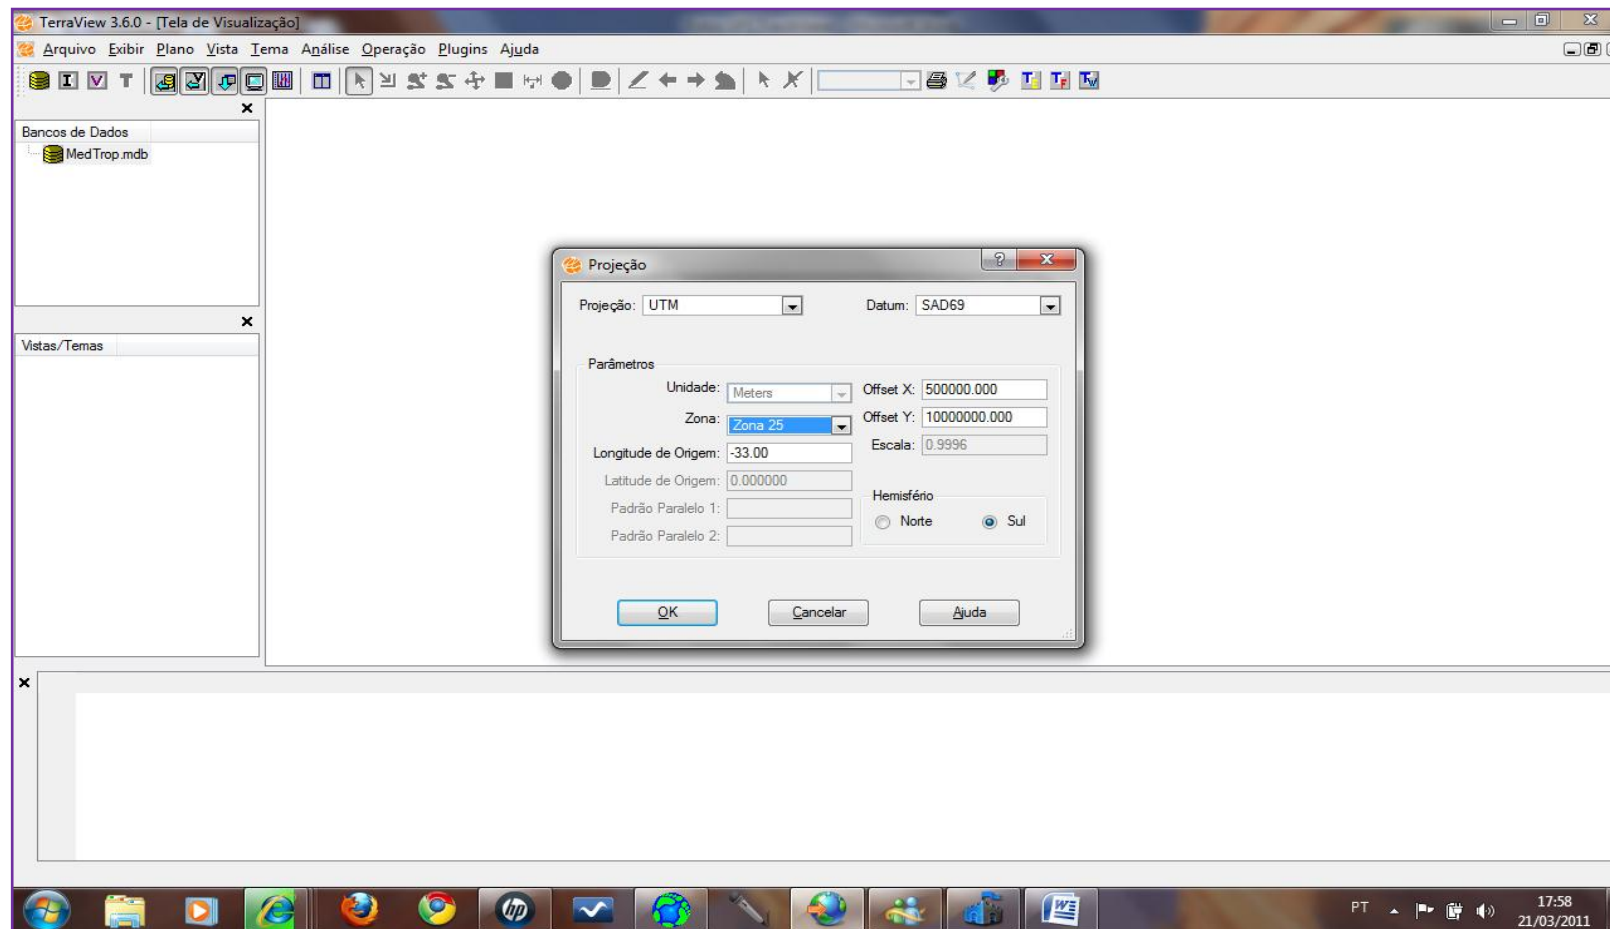 TerraView 3.6.0 - [Tela de Visualização]
Arquivo Exibir Plano Vista Tema Análise Operação Plugins Ajuda
Bancos de Dados
MedTrop.mdb
Vistas/Temas
Projeção
Projeção: UTM Datum: SAD69
Parâmetros
Unidade: Meters Offset X: 500000.000
Zona: Zona 25 Offset Y: 10000000.000
Longitude de Origem: -33.00 Escala: 0.9996
Latitude de Origem: 0.000000
Padrão Paralelo 1:
Padrão Paralelo 2:
Hemisfério
Norte Sul
OK Cancelar Ajuda
PT 17:58
21/03/2011